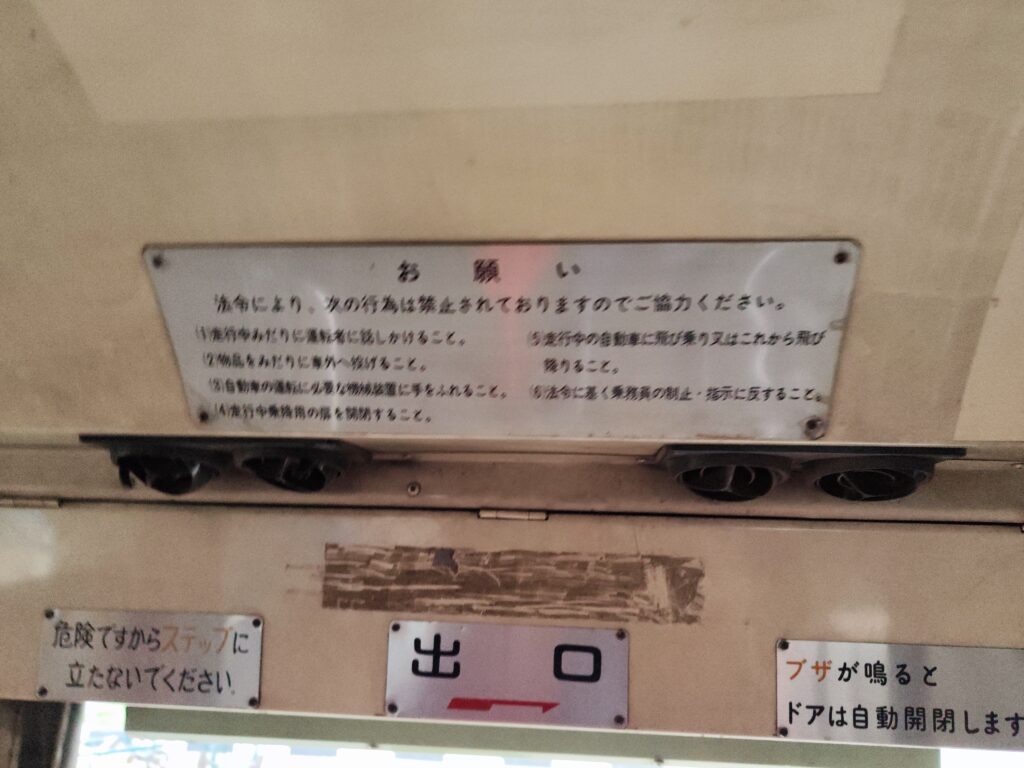 お願い
法令により、次の行為は禁止されておりますのでご協力ください。
(1)走行中みだりに運転者に話しかけること。
(2)物品をみだりに車外へ投げること。
(3)自動車の運転に必要な機械装置に手をふれること。
(4)走行中乗降用の扉を開閉すること。
(5)走行中の自動車に飛び乗り又はこれから飛び
降りること。
(6)法令に基く乗務員の制止・指示に反すること。
危険ですからステップに
立たないでください。
出口
ブザが鳴ると
ドアは自動開閉します